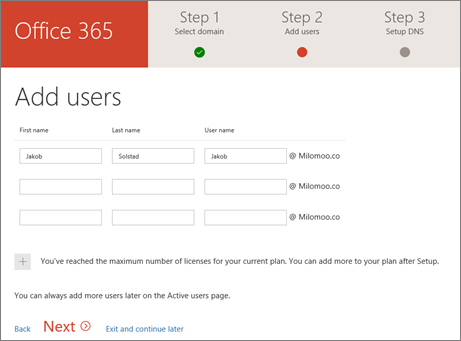 Office 365
Step 1
Select domain
Step 2
Add users
Step 3
Setup DNS
Add users
First name Last name User name
Jakob Solstad Jakob @ Milomoo.co
@ Milomoo.co
@ Milomoo.co
+ You've reached the maximum number of licenses for your current plan. You can add more to your plan after Setup.
You can always add more users later on the Active users page.
Back Next Exit and continue later